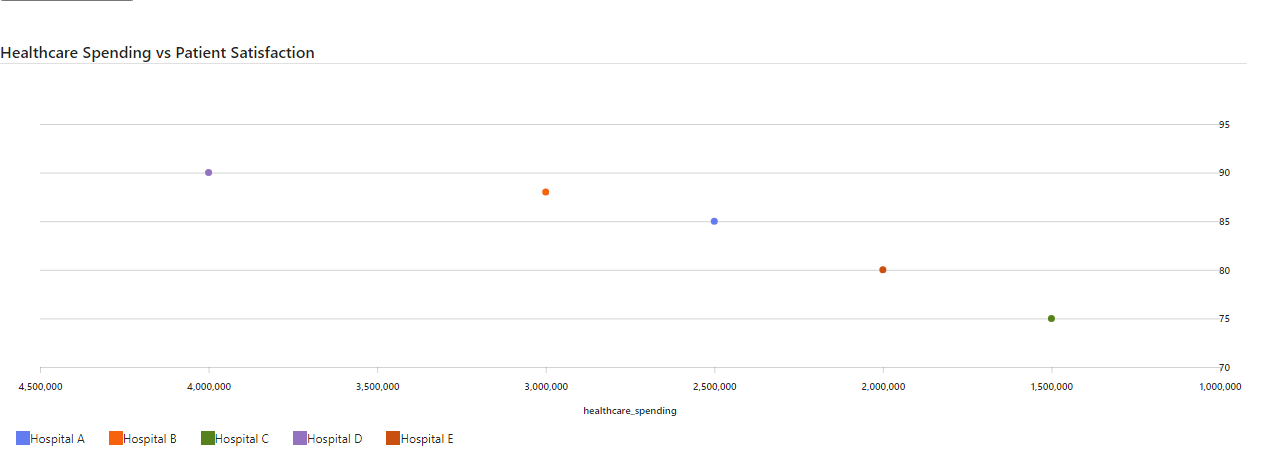 Healthcare Spending vs Patient Satisfaction
95
90
85
80
75
70
4,500,000 4,000,000 3,500,000 3,000,000 2,500,000 2,000,000 1,500,000 1,000,000
healthcare_spending
Hospital A Hospital B Hospital C Hospital D Hospital E